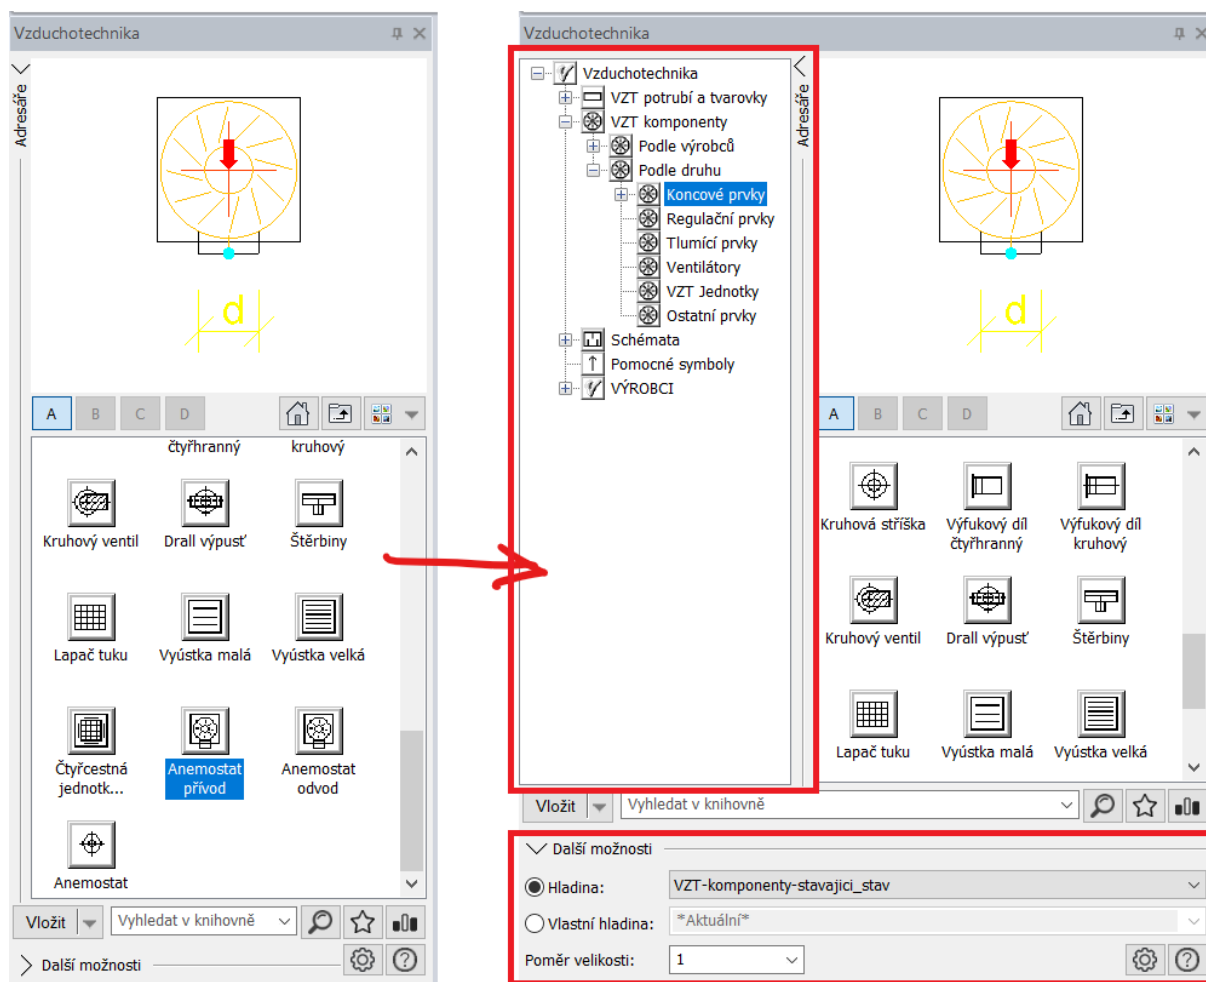 Vzduchotechnika
Adresáře
d
A B C D
čtyřhranný kruhový
Kruhový ventil Drall výpusť Štěrbiny
Lapač tuku Vyústka malá Vyústka velká
Čtyřcestná Anemostat Anemostat
jednotk... přívod odvod
Anemostat
Vložit Vyhledat v knihovně
Další možnosti
Vzduchotechnika
Vzduchotechnika
VZT potrubí a tvarovky
VZT komponenty
Podle výrobců
Podle druhu
Koncové prvky
Regulační prvky
Tlumící prvky
Ventilátory
VZT Jednotky
Ostatní prvky
Schémata
Pomocné symboly
VÝROBCI
Adresáře
d
A B C D
Kruhová stříška Výfukový díl Výfukový díl
čtyřhranný kruhový
Kruhový ventil Drall výpusť Štěrbiny
Lapač tuku Vyústka malá Vyústka velká
Vložit Vyhledat v knihovně
Další možnosti
Hladina: VZT-komponenty-stavajici_stav
Vlastní hladina: *Aktuální*
Poměr velikosti: 1